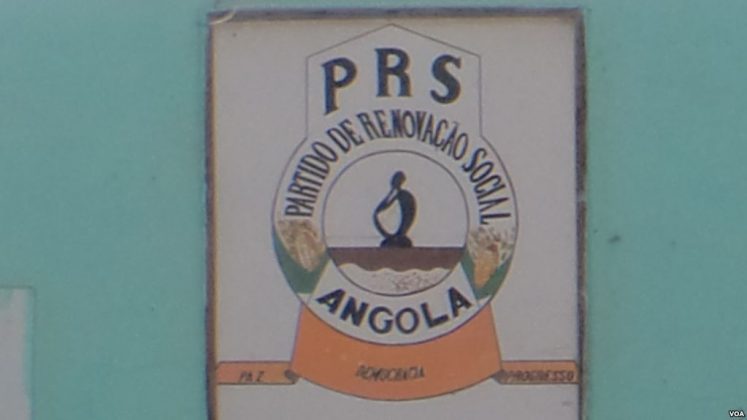 PRS
PARTIDO DE RENOVAÇÃO SOCIAL
ANGOLA
PAZ DEMOCRACIA PROGRESSO
VOA